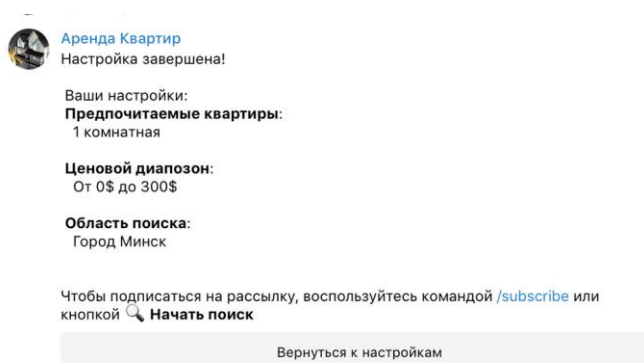 Аренда Квартир
Настройка завершена!
Ваши настройки:
Предпочитаемые квартиры:
1 комнатная
Ценовой диапозон:
От 0$ до 300$
Область поиска:
Город Минск
Чтобы подписаться на рассылку, воспользуйтесь командой /subscribe или
кнопкой 🔍 Начать поиск
Вернуться к настройкам